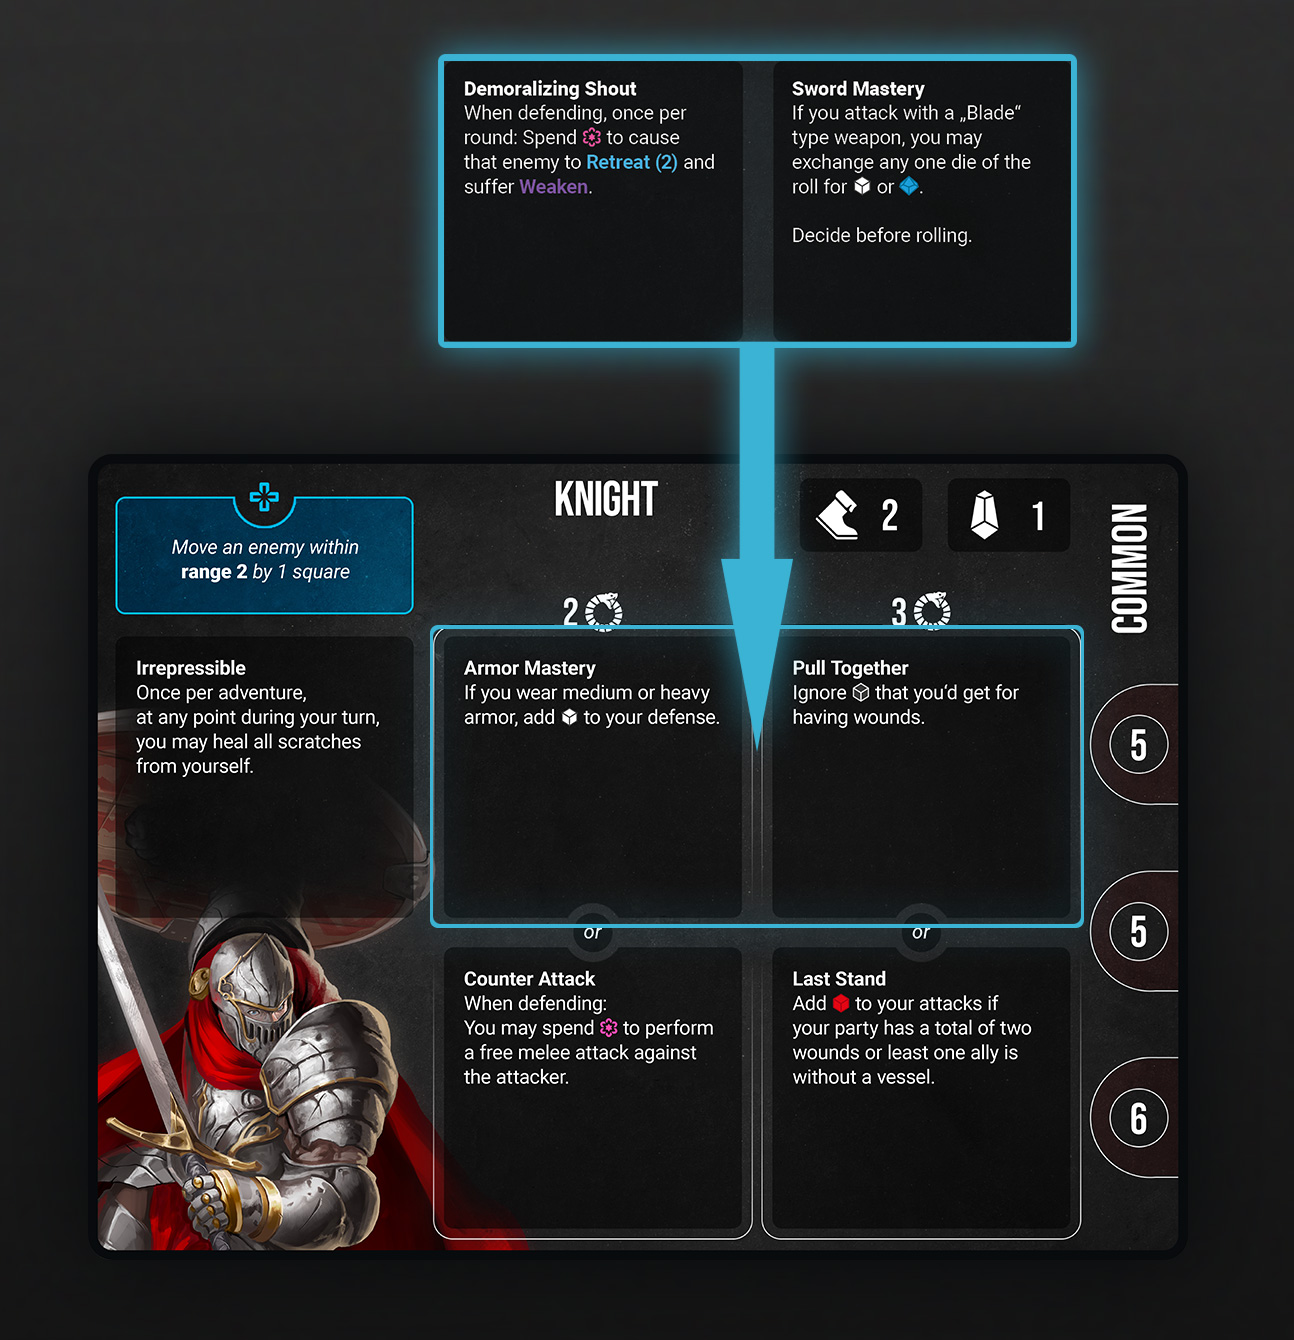 Demoralizing Shout
When defending, once per
round: Spend to cause
that enemy to Retreat (2) and
suffer Weaken.
Sword Mastery
If you attack with a „Blade“
type weapon, you may
exchange any one die of the
roll for or .
Decide before rolling.
KNIGHT
2
1
COMMON
Move an enemy within
range 2 by 1 square
2
3
Irrepressible
Once per adventure,
at any point during your turn,
you may heal all scratches
from yourself.
Armor Mastery
If you wear medium or heavy
armor, add to your defense.
Pull Together
Ignore that you‘d get for
having wounds.
5
or
or
5
Counter Attack
When defending:
You may spend to perform
a free melee attack against
the attacker.
Last Stand
Add to your attacks if
your party has a total of two
wounds or least one ally is
without a vessel.
6